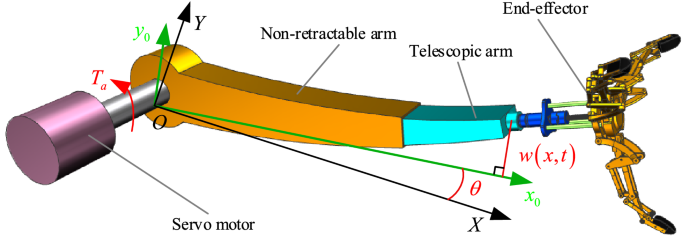 End-effector
Y
y₀
Non-retractable arm
Telescopic arm
Tₐ
O
w(x,t)
θ
x₀
X
Servo motor